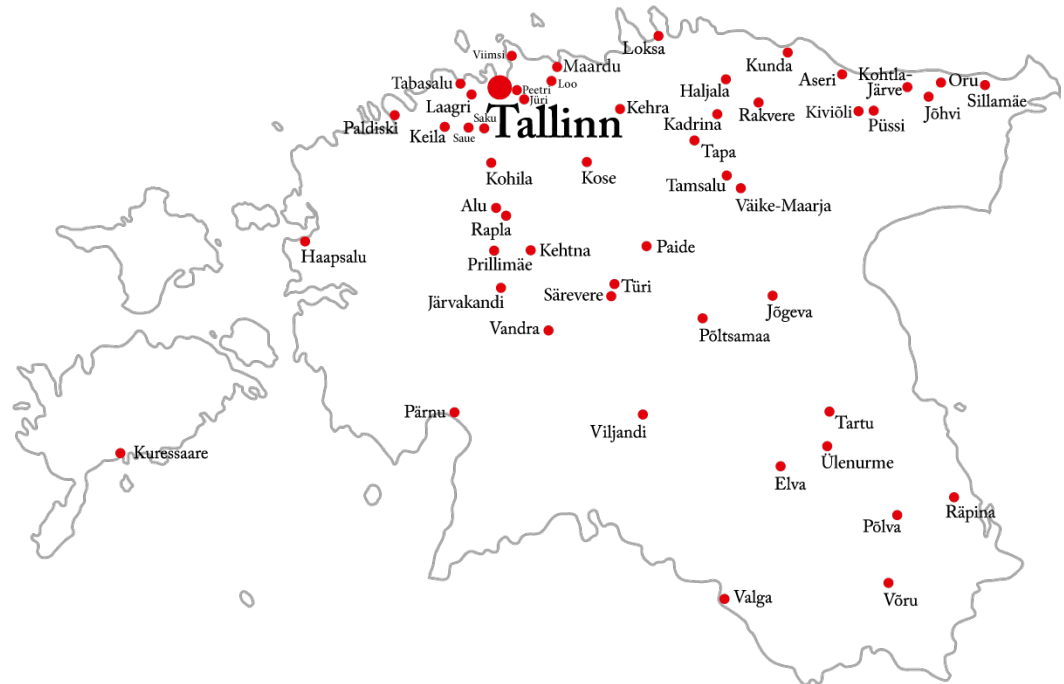 Loksa
Viimsi
Kunda
Maardu
Aseri
Kohtla-
Järve
Oru
Tabasalu
Loo
Haljala
Sillamäe
Peetri
Jüri
Laagri
Kehra
Rakvere
Kiviõli
Püssi
Jõhvi
Paldiski
Keila
Saue
Saku
Tallinn
Kadrina
Tapa
Kohila
Kose
Tamsalu
Väike-Maarja
Alu
Rapla
Haapsalu
Prillimäe
Kehtna
Paide
Järvakandi
Särevere
Türi
Jõgeva
Vandra
Põltsamaa
Pärnu
Viljandi
Tartu
Kuressaare
Ülenurme
Elva
Räpina
Põlva
Valga
Võru